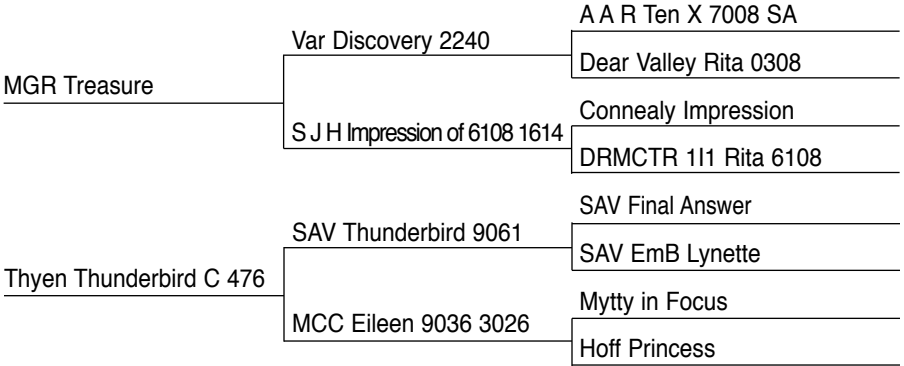 A A R Ten X 7008 SA
Var Discovery 2240
Dear Valley Rita 0308
MGR Treasure
Connealy Impression
S J H Impression of 6108 1614
DRMCTR 1I1 Rita 6108
SAV Final Answer
SAV Thunderbird 9061
SAV EmB Lynette
Thyen Thunderbird C 476
Mytty in Focus
MCC Eileen 9036 3026
Hoff Princess